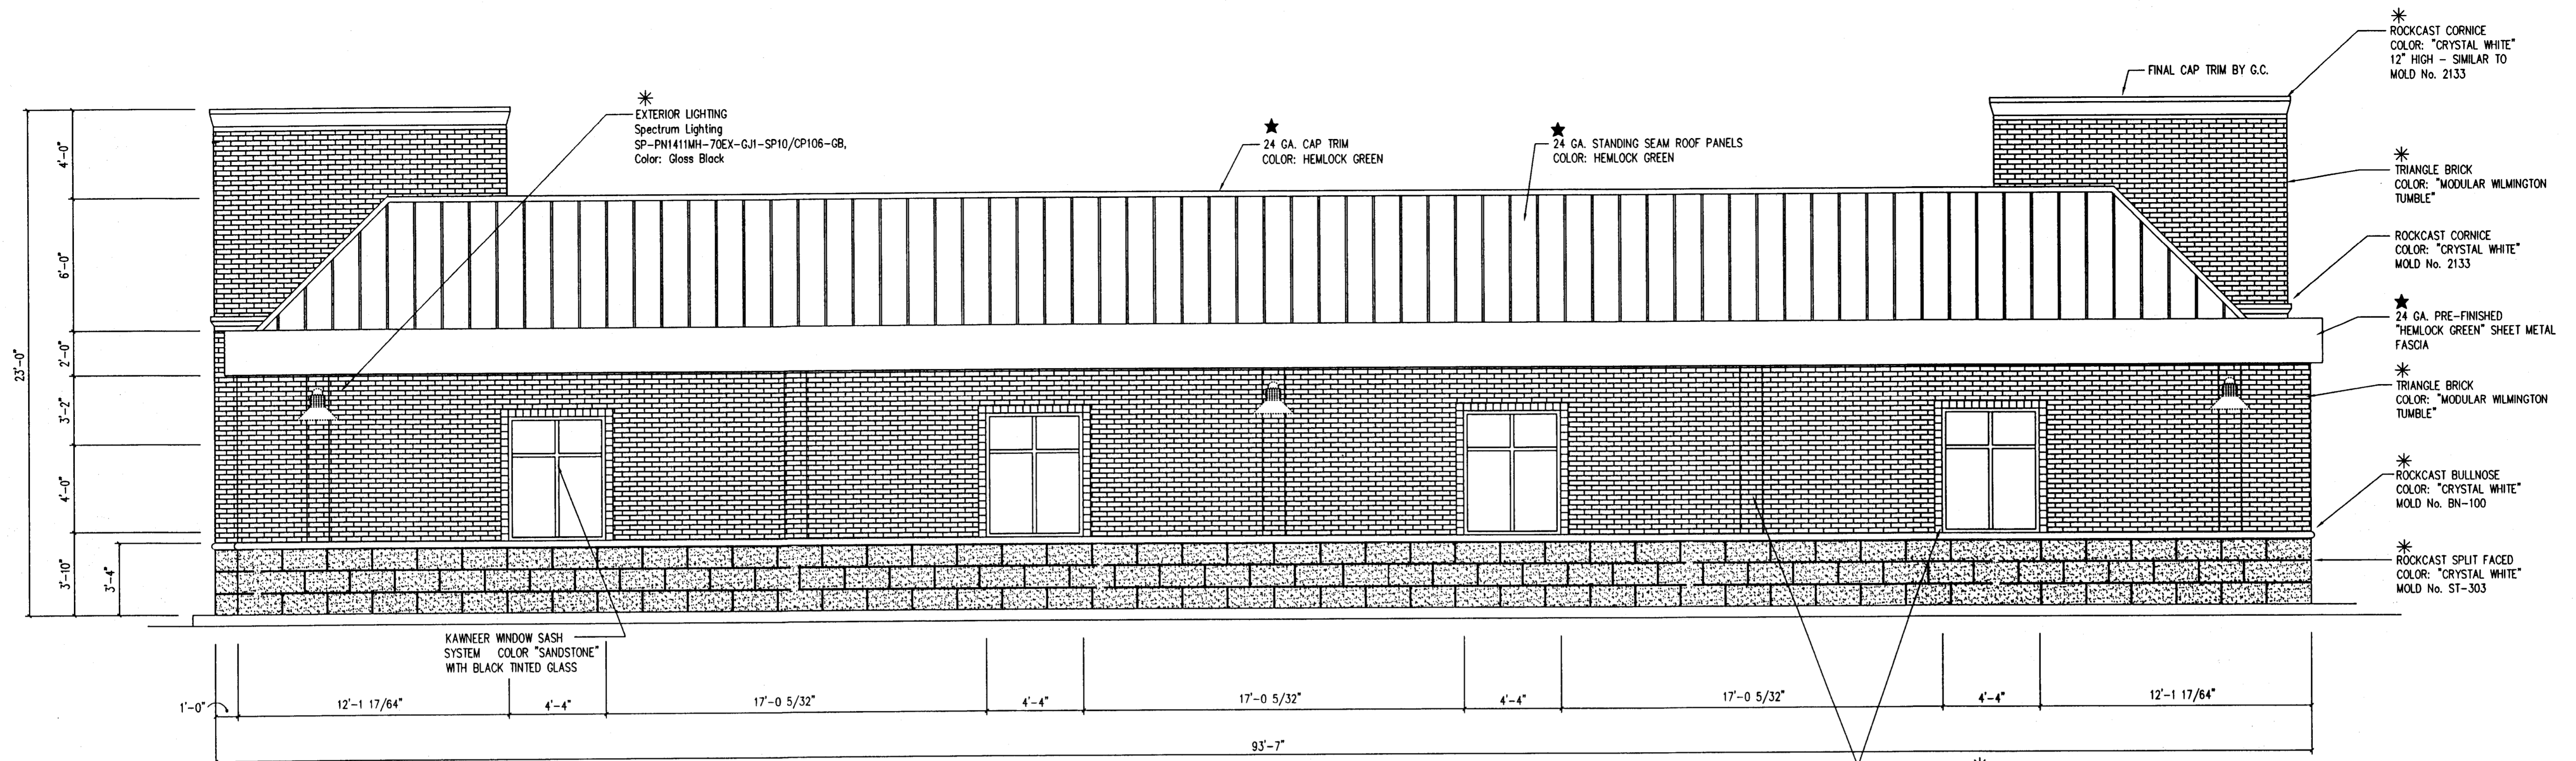 ROCKCAST CORNICE
COLOR: "CRYSTAL WHITE"
12" HIGH - SIMILAR TO
MOLD No. 2133
FINAL CAP TRIM BY G.C.
EXTERIOR LIGHTING
Spectrum Lighting
SP-PN1411MH-70EX-GJ1-SP10/CP106-GB,
Color: Gloss Black
24 GA. CAP TRIM
COLOR: HEMLOCK GREEN
24 GA. STANDING SEAM ROOF PANELS
COLOR: HEMLOCK GREEN
TRIANGLE BRICK
COLOR: "MODULAR WILMINGTON
TUMBLE"
ROCKCAST CORNICE
COLOR: "CRYSTAL WHITE"
MOLD No. 2133
24 GA. PRE-FINISHED
"HEMLOCK GREEN" SHEET METAL
FASCIA
TRIANGLE BRICK
COLOR: "MODULAR WILMINGTON
TUMBLE"
ROCKCAST BULLNOSE
COLOR: "CRYSTAL WHITE"
MOLD No. BN-100
ROCKCAST SPLIT FACED
COLOR: "CRYSTAL WHITE"
MOLD No. ST-303
23'-0"
4'-0"
6'-0"
2'-0"
3'-2"
4'-0"
3'-10"
3'-4"
KAWNEER WINDOW SASH
SYSTEM COLOR "SANDSTONE"
WITH BLACK TINTED GLASS
1'-0"
12'-1 17/64"
4'-4"
17'-0 5/32"
4'-4"
17'-0 5/32"
4'-4"
17'-0 5/32"
4'-4"
12'-1 17/64"
93'-7"